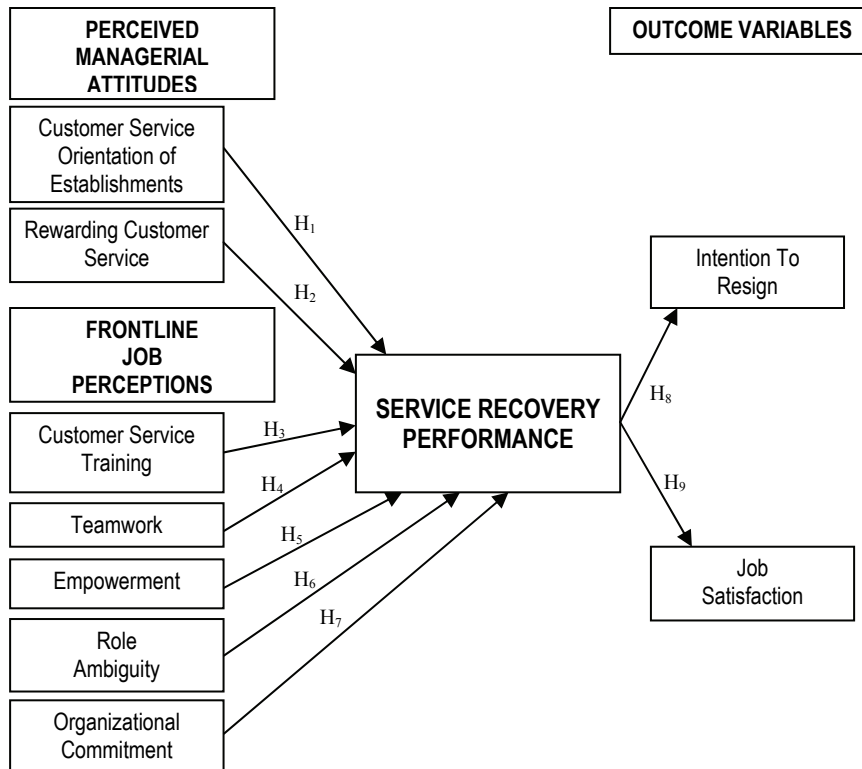 PERCEIVED
MANAGERIAL
ATTITUDES
OUTCOME VARIABLES
Customer Service
Orientation of
Establishments
Rewarding Customer
Service
H₁
H₂
Intention To
Resign
FRONTLINE
JOB
PERCEPTIONS
SERVICE RECOVERY
PERFORMANCE
H₈
H₉
Customer Service
Training
H₃
Teamwork
H₄
Empowerment
H₅
Role
Ambiguity
H₆
Organizational
Commitment
H₇
Job
Satisfaction